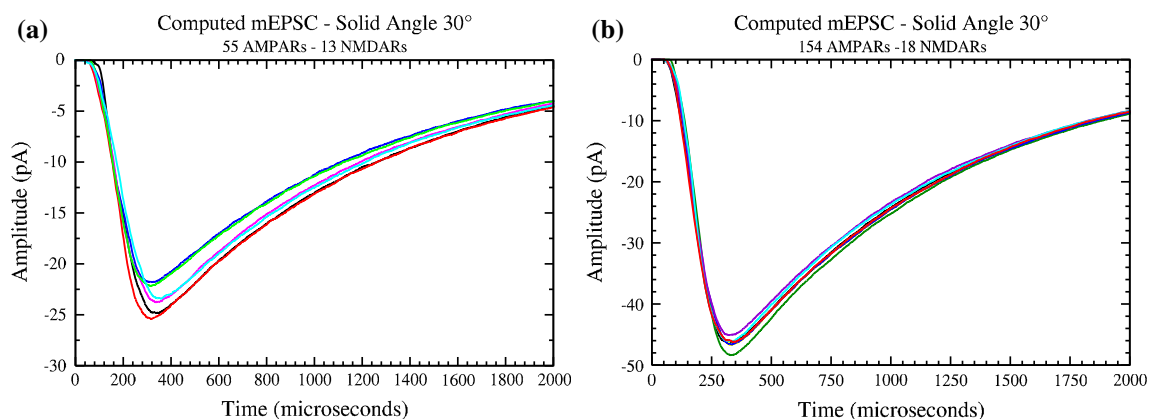 (a)
Computed mEPSC - Solid Angle 30°
55 AMPARs - 13 NMDARs
0
-5
-10
-15
-20
-25
-30
Amplitude (pA)
0 200 400 600 800 1000 1200 1400 1600 1800 2000
Time (microseconds)
(b)
Computed mEPSC - Solid Angle 30°
154 AMPARs -18 NMDARs
0
-10
-20
-30
-40
-50
Amplitude (pA)
0 250 500 750 1000 1250 1500 1750 2000
Time (microseconds)